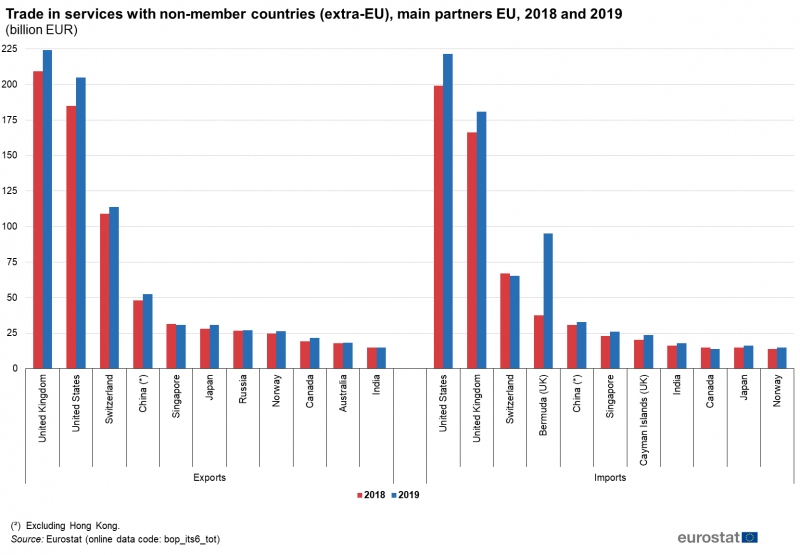 Trade in services with non-member countries (extra-EU), main partners EU, 2018 and 2019
(billion EUR)
225
200
175
150
125
100
75
50
25
0
United Kingdom
United States
Switzerland
China (*)
Singapore
Japan
Russia
Norway
Canada
Australia
India
United States
United Kingdom
Switzerland
Bermuda (UK)
China (*)
Singapore
Cayman Islands (UK)
India
Canada
Japan
Norway
Exports
Imports
2018 2019
(²) Excluding Hong Kong.
Source: Eurostat (online data code: bop_its6_tot)
eurostat